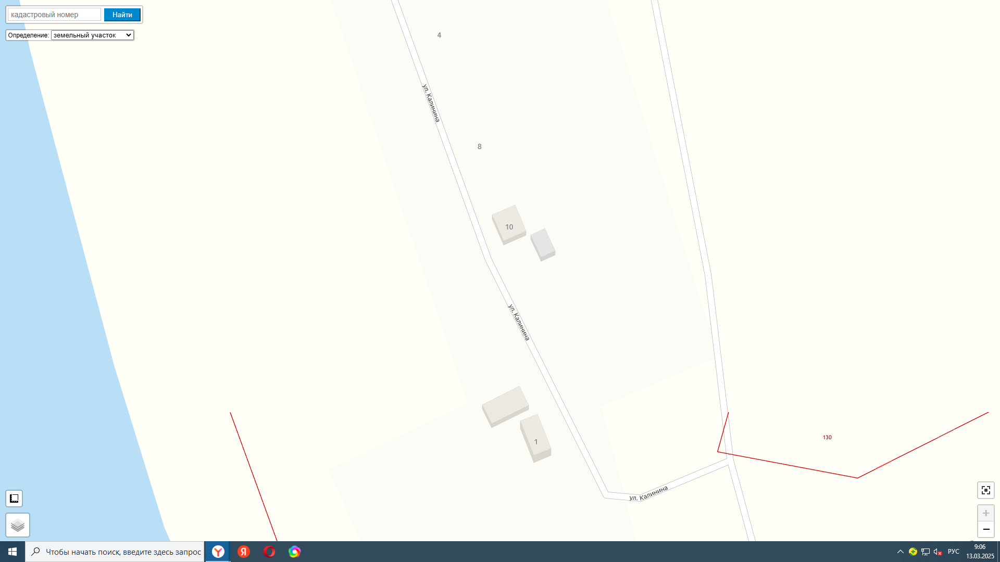 кадастровый номер
Найти
Определение: земельный участок
4
ул. Калинина
8
10
ул. Калинина
1
130
ул. Калинина
+
−
Чтобы начать поиск, введите здесь запрос
Я
РУС
9:06
13.03.2025